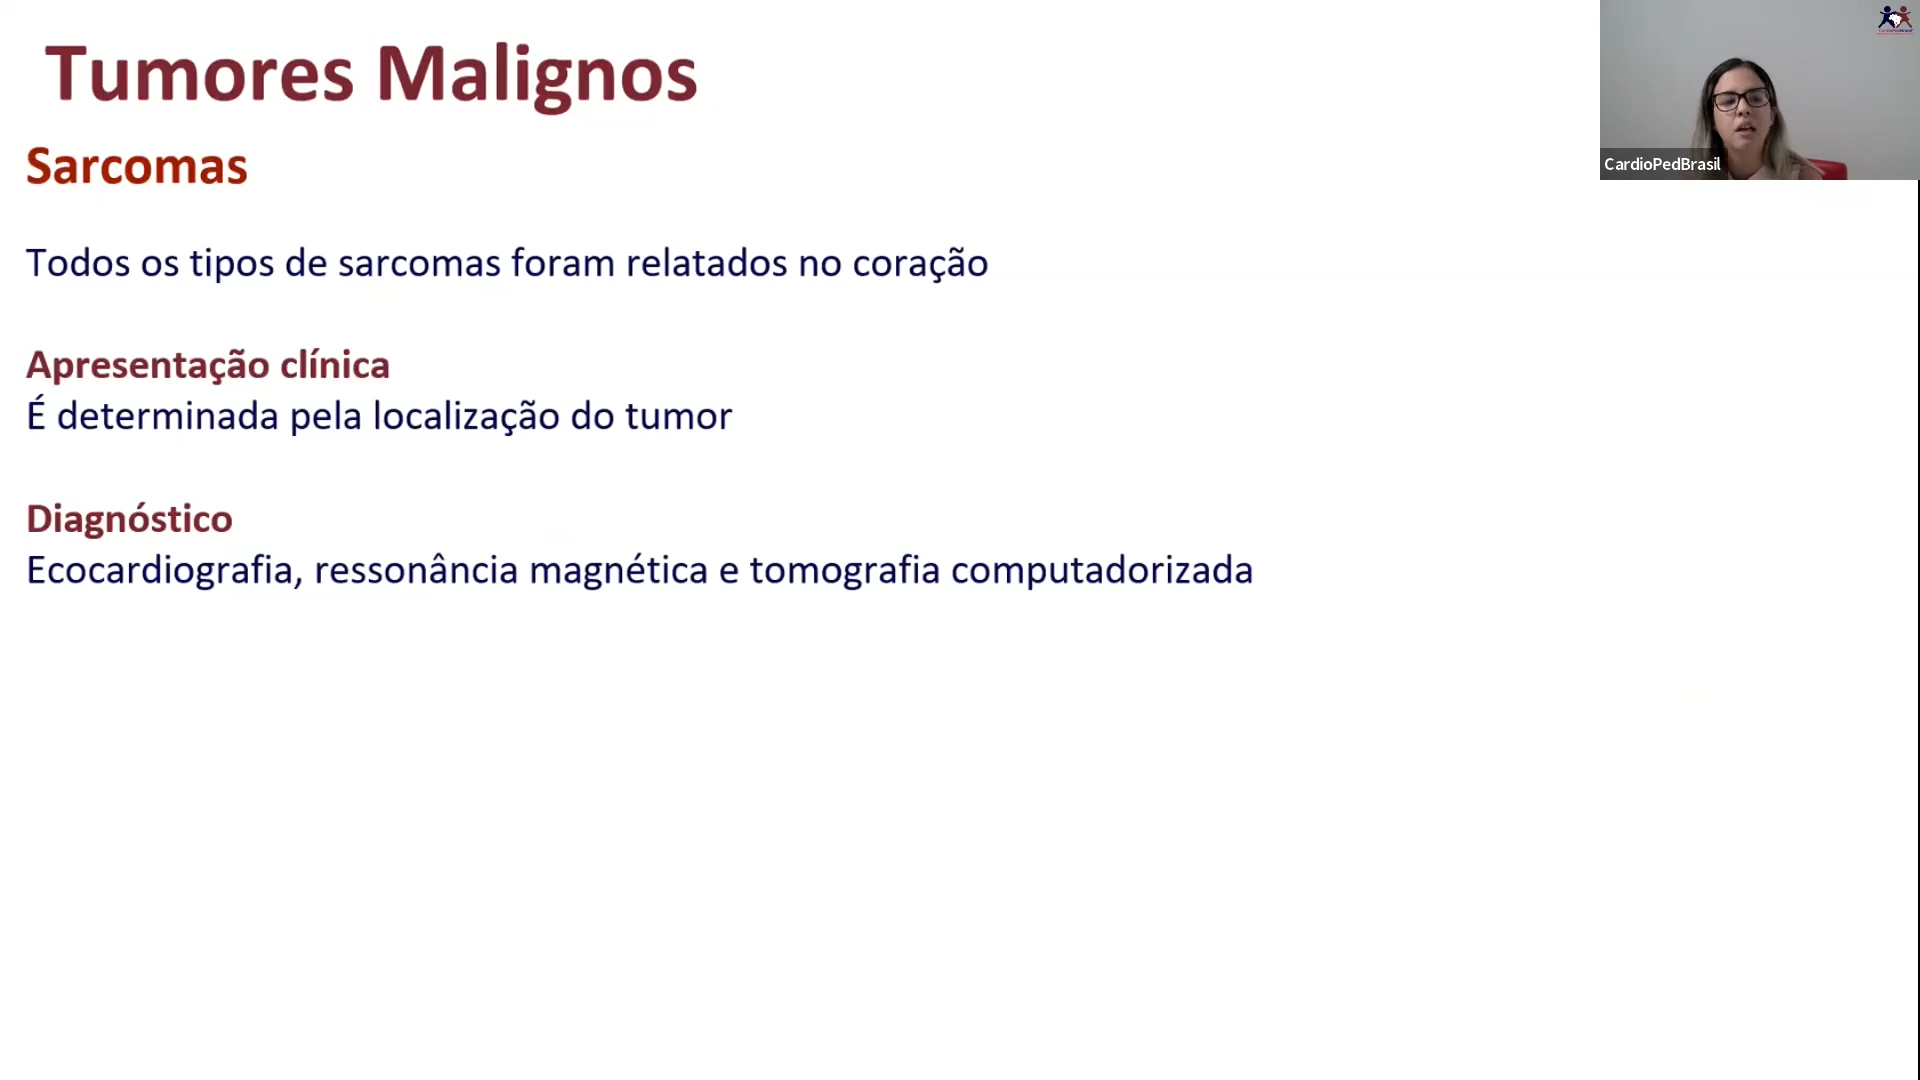 Tumores Malignos
Sarcomas
Todos os tipos de sarcomas foram relatados no coração
Apresentação clínica
É determinada pela localização do tumor
Diagnóstico
Ecocardiografia, ressonância magnética e tomografia computadorizada
CardioPedBrasil
CardioPedBrasil